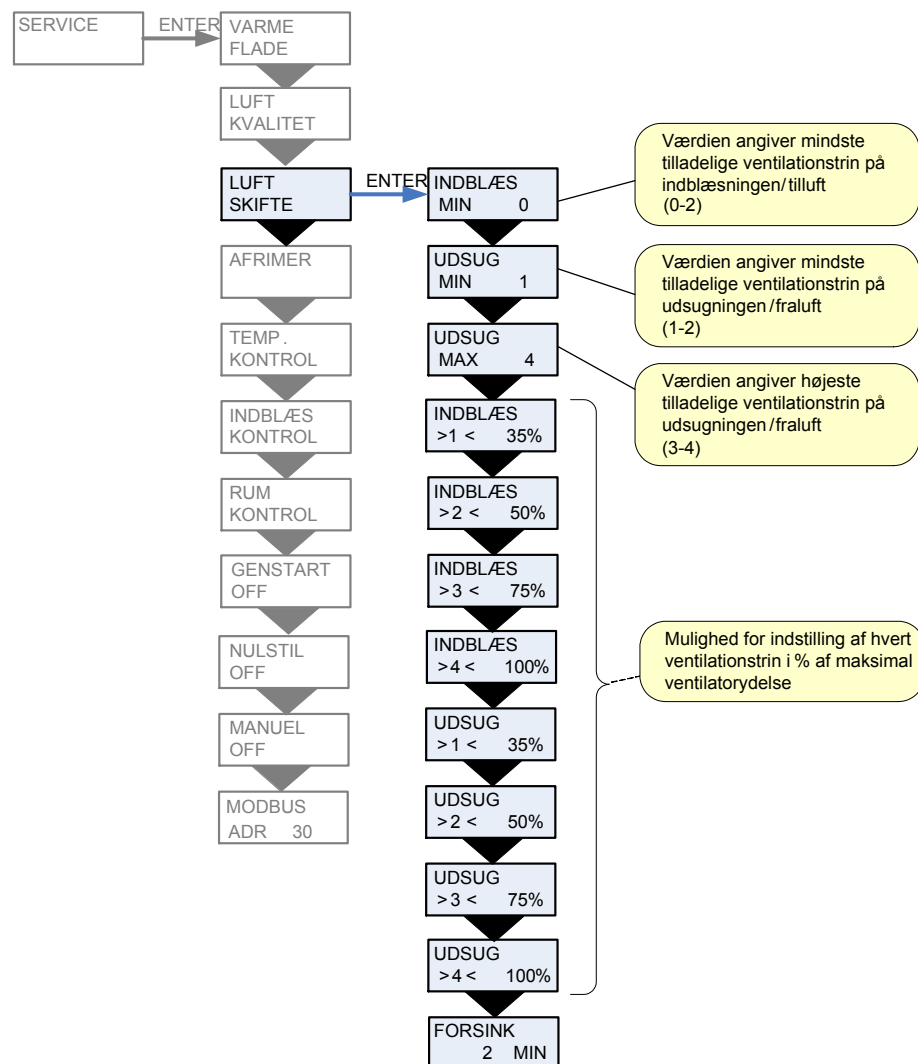 SERVICE
ENTER
VARME
FLADE
LUFT
KVALITET
LUFT
SKIFTE
AFRIMER
TEMP.
KONTROL
INDBLÆS
KONTROL
RUM
KONTROL
GENSTART
OFF
NULSTIL
OFF
MANUEL
OFF
MODBUS
ADR 30
ENTER
INDBLÆS
MIN 0
UDSUG
MIN 1
UDSUG
MAX 4
INDBLÆS
>1< 35%
INDBLÆS
>2< 50%
INDBLÆS
>3< 75%
INDBLÆS
>4< 100%
UDSUG
>1< 35%
UDSUG
>2< 50%
UDSUG
>3< 75%
UDSUG
>4< 100%
FORSINK
2 MIN
Værdien angiver mindste
tilladelige ventilationstrin på
indblæsningen/tilluft
(0-2)
Værdien angiver mindste
tilladelige ventilationstrin på
udsugningen/fraluft
(1-2)
Værdien angiver højeste
tilladelige ventilationstrin på
udsugningen/fraluft
(3-4)
Mulighed for indstilling af hvert
ventilationstrin i % af maksimal
ventilatorydelse